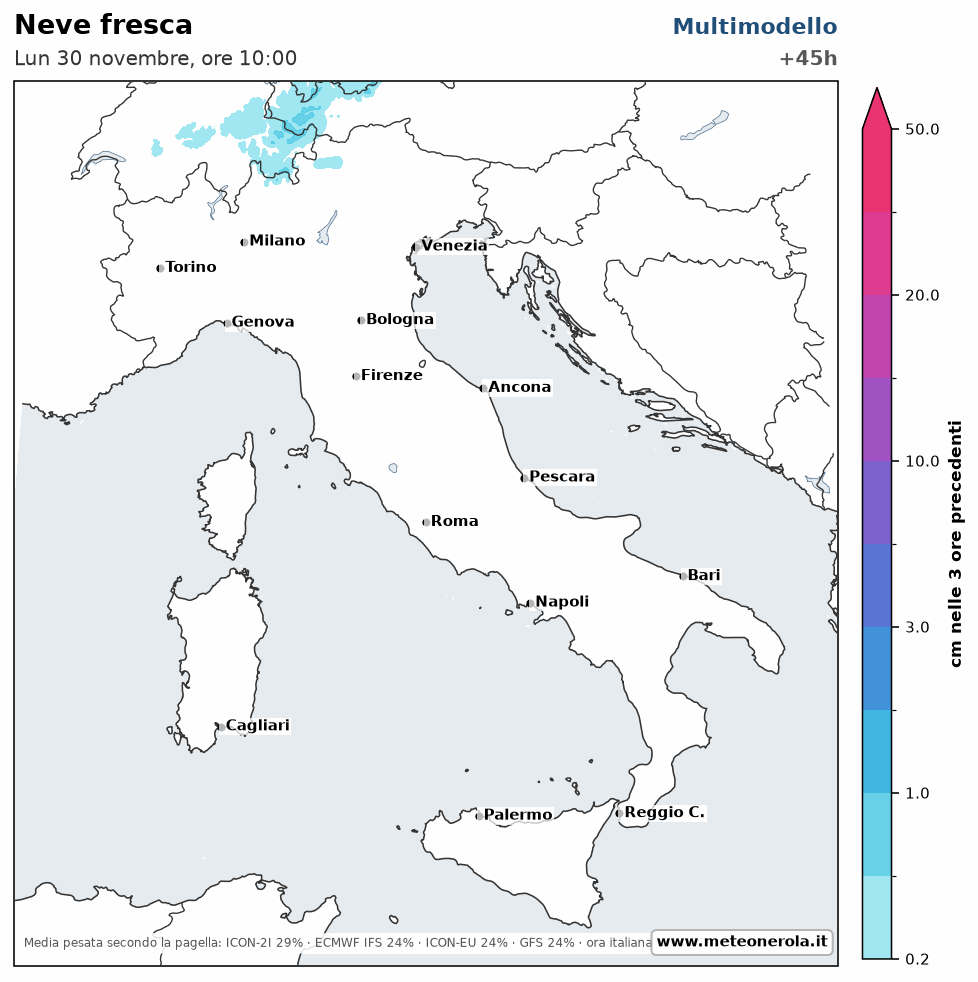 Neve fresca
Multimodello
Lun 30 novembre, ore 10:00
+45h
50.0
20.0
10.0
3.0
1.0
0.2
cm nelle 3 ore precedenti
Milano
Venezia
Torino
Genova
Bologna
Firenze
Ancona
Pescara
Roma
Bari
Napoli
Cagliari
Palermo
Reggio C.
Media pesata secondo la pagella: ICON-2I 29% · ECMWF IFS 24% · ICON-EU 24% · GFS 24% · ora italiana
www.meteonerola.it